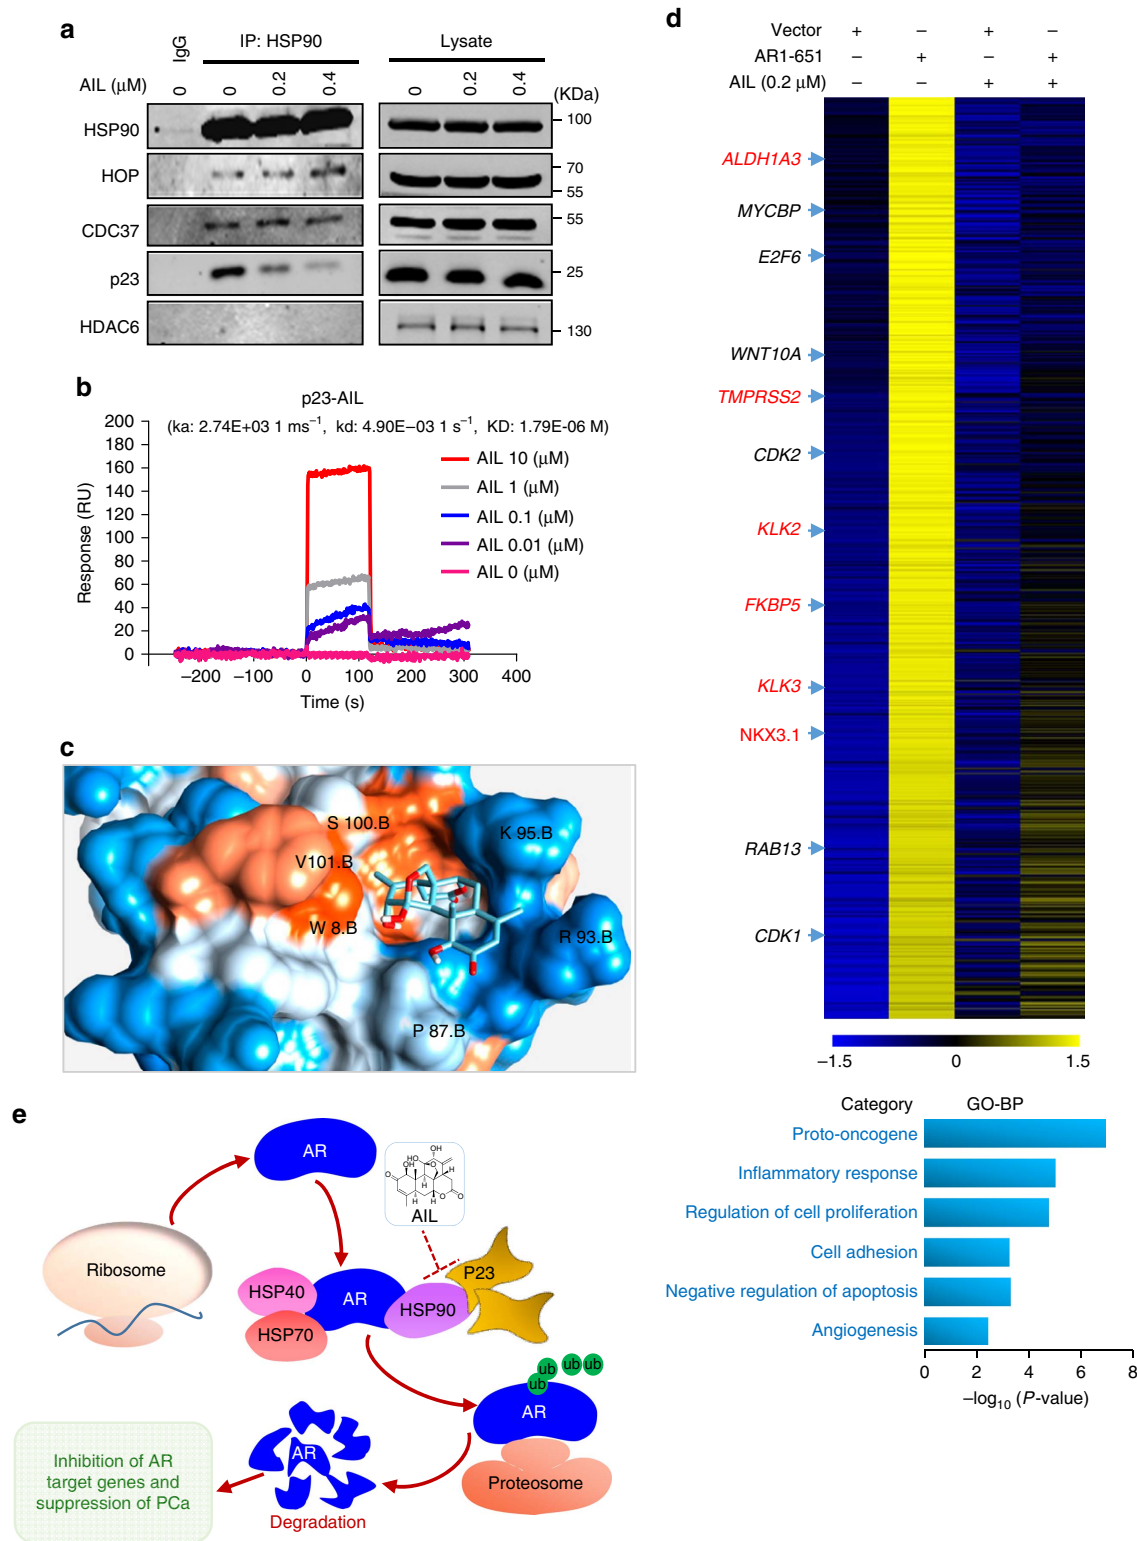 a
IgG
IP: HSP90
Lysate
AIL (μM)
0
0
0.2
0.4
0
0.2
0.4
(KDa)
HSP90
100
HOP
70
55
CDC37
55
p23
25
HDAC6
130
b
p23-AIL
(ka: 2.74E+03 1 ms⁻¹, kd: 4.90E−03 1 s⁻¹, KD: 1.79E-06 M)
Response (RU)
200
180
160
140
120
100
80
60
40
20
0
AIL 10 (μM)
AIL 1 (μM)
AIL 0.1 (μM)
AIL 0.01 (μM)
AIL 0 (μM)
−200
−100
0
100
200
300
400
Time (s)
c
S 100.B
K 95.B
V101.B
W 8.B
R 93.B
P 87.B
d
Vector + − + −
AR1-651 − + − +
AIL (0.2 μM) − − + +
ALDH1A3
MYCBP
E2F6
WNT10A
TMPRSS2
CDK2
KLK2
FKBP5
KLK3
NKX3.1
RAB13
CDK1
−1.5
0
1.5
Category
GO-BP
Proto-oncogene
Inflammatory response
Regulation of cell proliferation
Cell adhesion
Negative regulation of apoptosis
Angiogenesis
0
2
4
6
8
−log₁₀ (P-value)
e
AR
OH
HO
OH
O
O
O
O
H
H
H
H
AIL
Ribosome
HSP40
AR
HSP90
P23
HSP70
ub
ub
ub
ub
AR
Proteosome
AR
Degradation
Inhibition of AR
target genes and
suppression of PCa